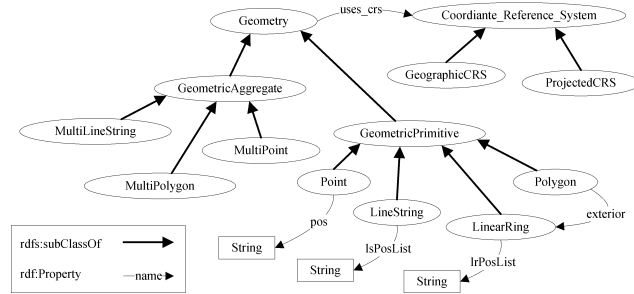 Geometry
uses_crs
Coordiante_Reference_System
GeographicCRS
ProjectedCRS
GeometricAggregate
MultiLineString
MultiPoint
MultiPolygon
GeometricPrimitive
Point
Polygon
LineString
LinearRing
exterior
pos
String
lsPosList
String
lrPosList
String
rdfs:subClassOf
rdf:Property
name